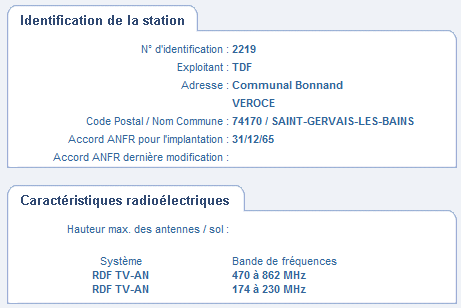 Identification de la station
N° d'identification : 2219
Exploitant : TDF
Adresse : Communal Bonnand
VEROCE
Code Postal / Nom Commune : 74170 / SAINT-GERVAIS-LES-BAINS
Accord ANFR pour l'implantation : 31/12/65
Accord ANFR dernière modification :
Caractéristiques radioélectriques
Hauteur max. des antennes / sol :
Système Bande de fréquences
RDF TV-AN 470 à 862 MHz
RDF TV-AN 174 à 230 MHz